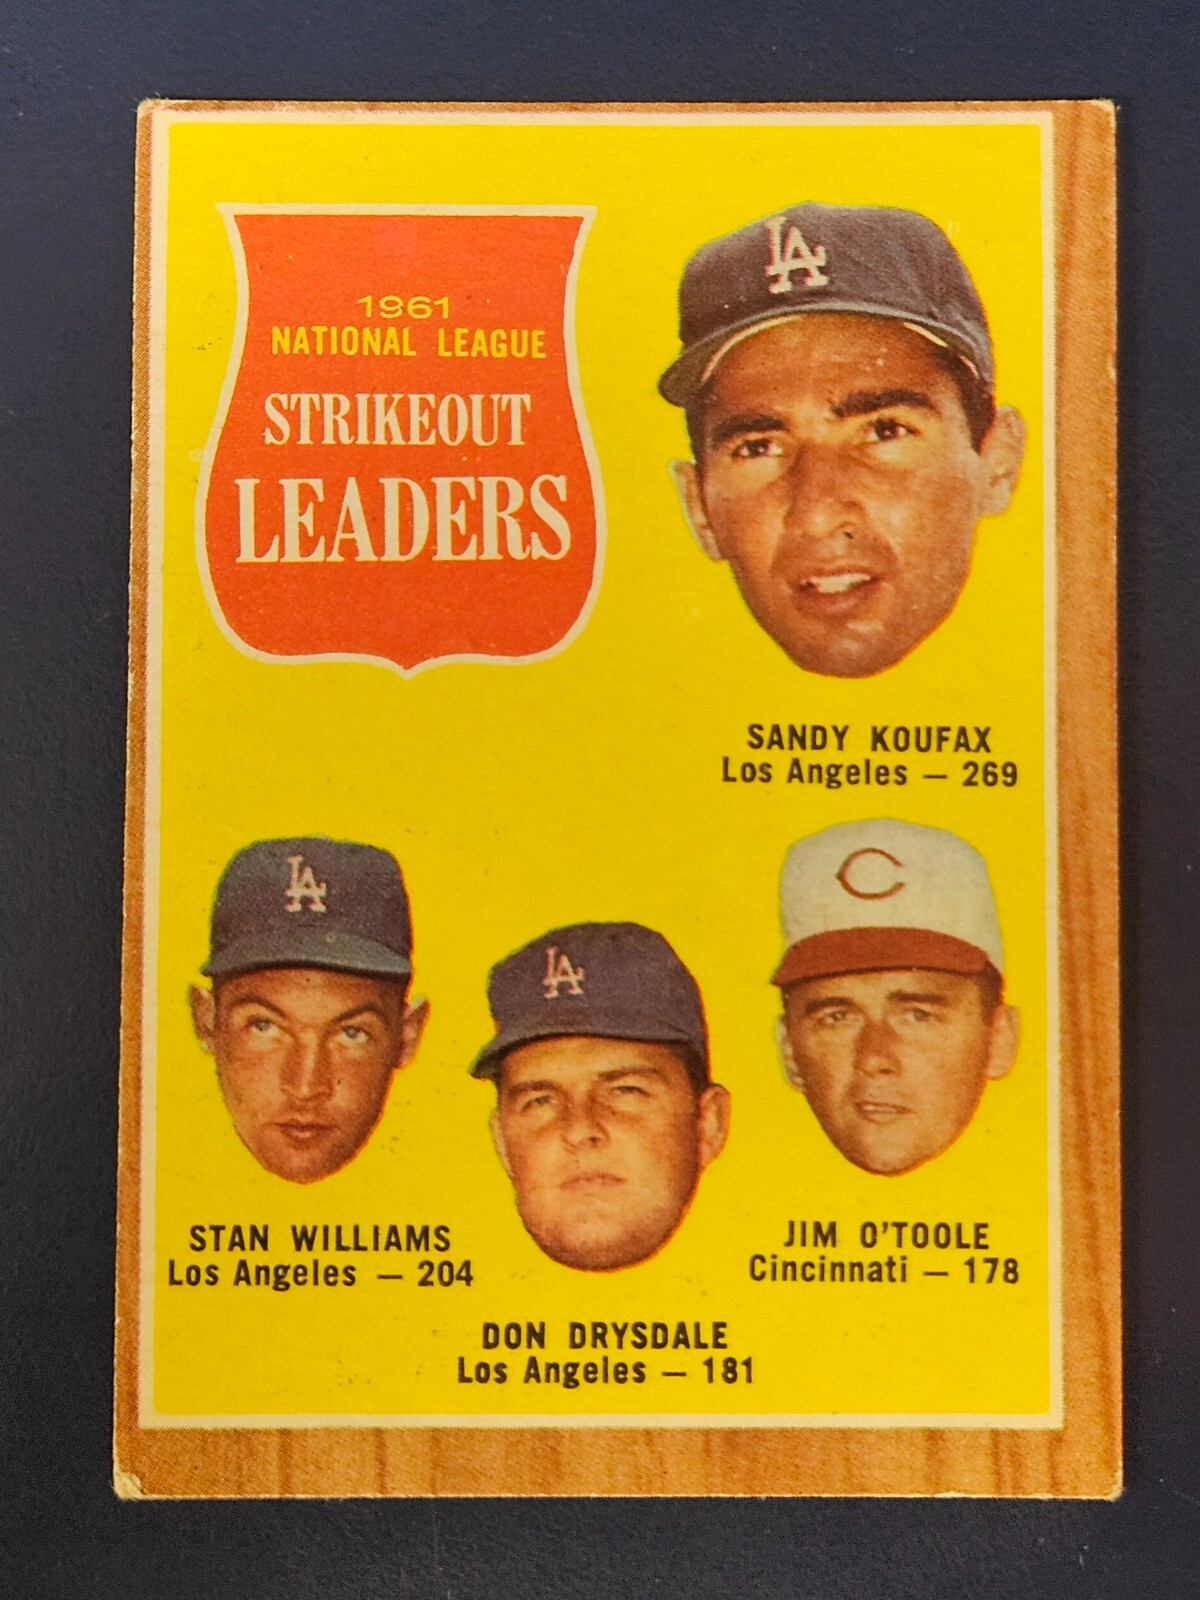 1961
NATIONAL LEAGUE
STRIKEOUT
LEADERS
LA
SANDY KOUFAX
Los Angeles — 269
LA
LA
C
STAN WILLIAMS
Los Angeles — 204
JIM O'TOOLE
Cincinnati — 178
DON DRYSDALE
Los Angeles — 181